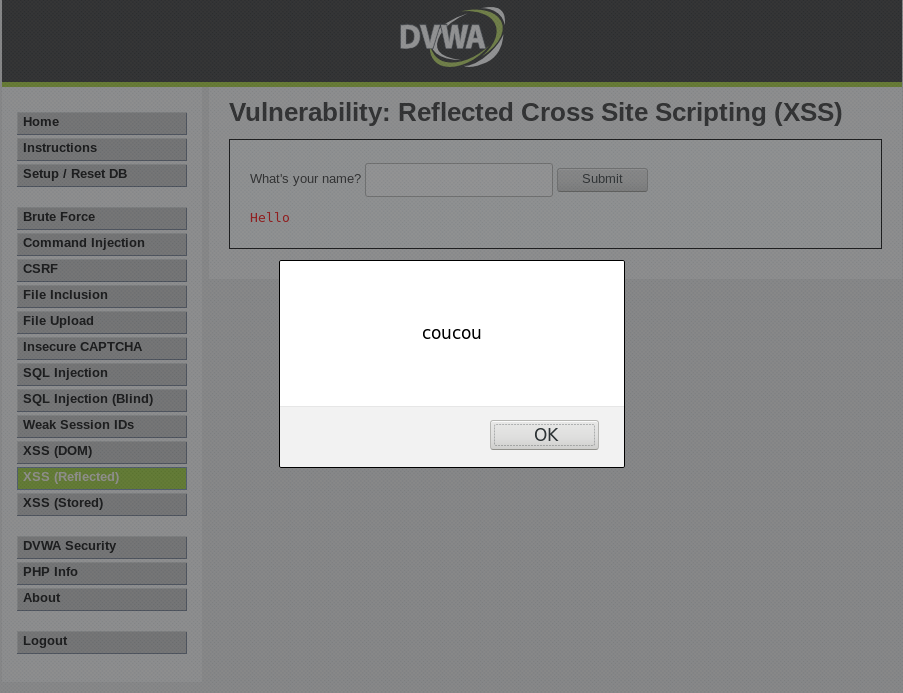 DVWA
Home
Instructions
Setup / Reset DB
Brute Force
Command Injection
CSRF
File Inclusion
File Upload
Insecure CAPTCHA
SQL Injection
SQL Injection (Blind)
Weak Session IDs
XSS (DOM)
XSS (Reflected)
XSS (Stored)
DVWA Security
PHP Info
About
Logout
Vulnerability: Reflected Cross Site Scripting (XSS)
What's your name? Submit
Hello
coucou
OK